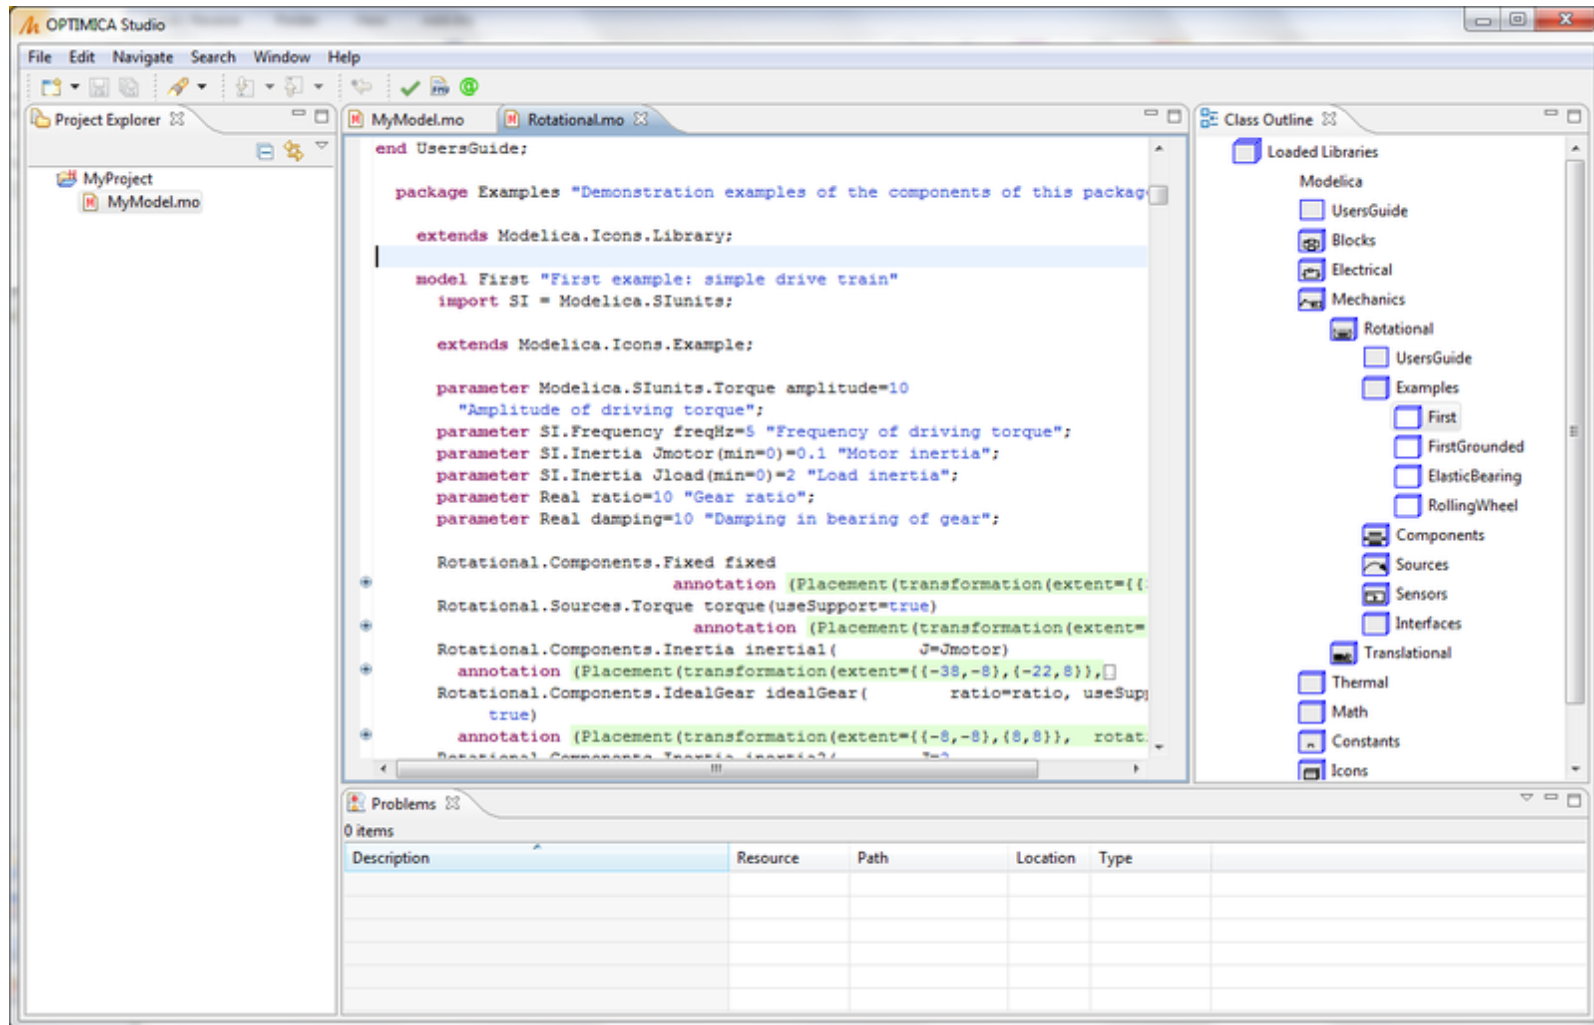 OPTIMICA Studio
File Edit Navigate Search Window Help
Project Explorer
MyProject
MyModel.mo
MyModel.mo Rotational.mo
end UsersGuide;
package Examples "Demonstration examples of the components of this packag
extends Modelica.Icons.Library;
model First "First example: simple drive train"
import SI = Modelica.SIunits;
extends Modelica.Icons.Example;
parameter Modelica.SIunits.Torque amplitude=10
"Amplitude of driving torque";
parameter SI.Frequency freqHz=5 "Frequency of driving torque";
parameter SI.Inertia Jmotor(min=0)=0.1 "Motor inertia";
parameter SI.Inertia Jload(min=0)=2 "Load inertia";
parameter Real ratio=10 "Gear ratio";
parameter Real damping=10 "Damping in bearing of gear";
Rotational.Components.Fixed fixed
annotation (Placement(transformation(extent={{
Rotational.Sources.Torque torque(useSupport=true)
annotation (Placement(transformation(extent=
Rotational.Components.Inertia inertia1( J=Jmotor)
annotation (Placement(transformation(extent={{-38,-8},{-22,8}},
Rotational.Components.IdealGear idealGear( ratio=ratio, useSup
true)
annotation (Placement(transformation(extent={{-8,-8},{8,8}}, rotat
Rotational.Components.Inertia inertia2( J=2
Class Outline
Loaded Libraries
Modelica
UsersGuide
Blocks
Electrical
Mechanics
Rotational
UsersGuide
Examples
First
FirstGrounded
ElasticBearing
RollingWheel
Components
Sources
Sensors
Interfaces
Translational
Thermal
Math
Constants
Icons
Problems
0 items
Description Resource Path Location Type